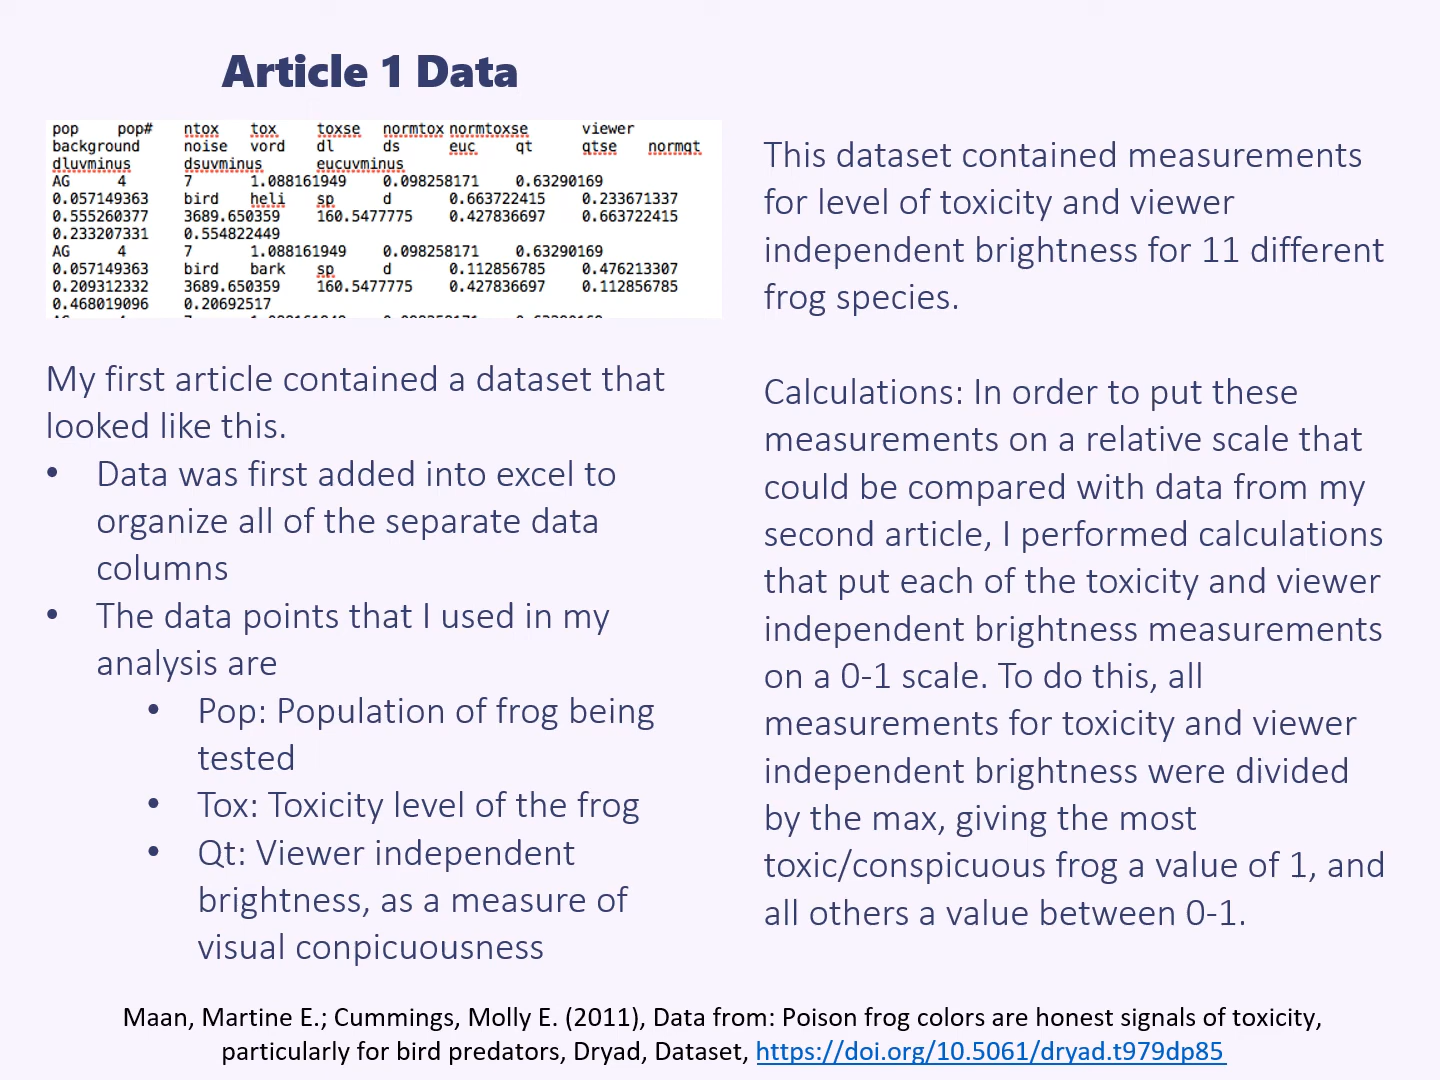 Article 1 Data
pop pop# ntox tox toxse normtox normtoxse viewer
background noise vord dl ds euc qt qtse normqt
dluvminus dsuvminus eucuvminus
AG 4 7 1.088161949 0.098258171 0.63290169
0.057149363 bird heli sp d 0.663722415 0.233671337
0.555260377 3689.650359 160.5477775 0.427836697 0.663722415
0.233207331 0.554822449
AG 4 7 1.088161949 0.098258171 0.63290169
0.057149363 bird bark sp d 0.112856785 0.476213307
0.209312332 3689.650359 160.5477775 0.427836697 0.112856785
0.468019096 0.20692517
My first article contained a dataset that
looked like this.
• Data was first added into excel to
organize all of the separate data
columns
• The data points that I used in my
analysis are
• Pop: Population of frog being
tested
• Tox: Toxicity level of the frog
• Qt: Viewer independent
brightness, as a measure of
visual conpicuousness
This dataset contained measurements
for level of toxicity and viewer
independent brightness for 11 different
frog species.
Calculations: In order to put these
measurements on a relative scale that
could be compared with data from my
second article, I performed calculations
that put each of the toxicity and viewer
independent brightness measurements
on a 0-1 scale. To do this, all
measurements for toxicity and viewer
independent brightness were divided
by the max, giving the most
toxic/conspicuous frog a value of 1, and
all others a value between 0-1.
Maan, Martine E.; Cummings, Molly E. (2011), Data from: Poison frog colors are honest signals of toxicity,
particularly for bird predators, Dryad, Dataset, https://doi.org/10.5061/dryad.t979dp85